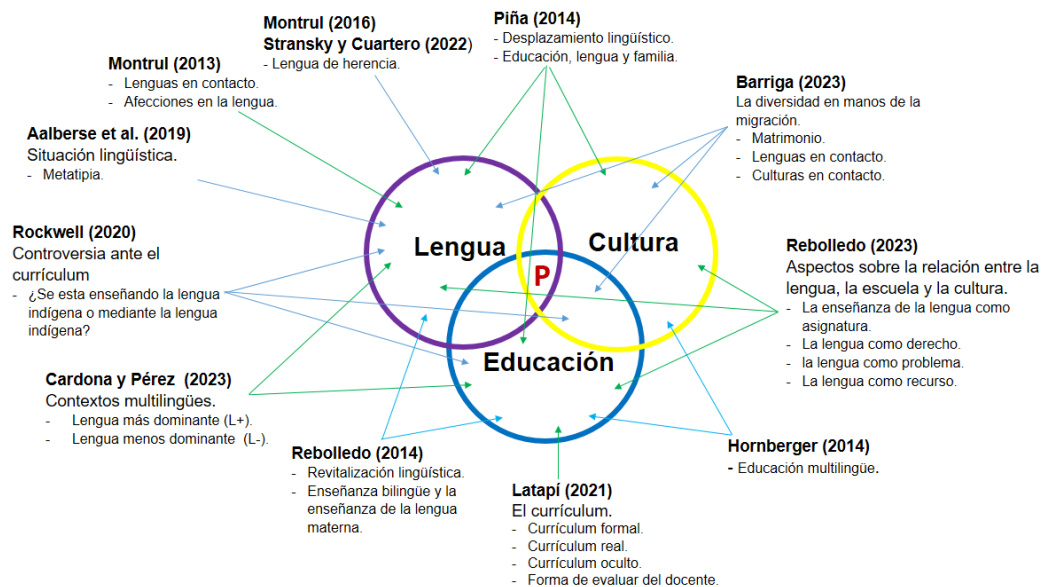 Montrul (2016)
Stransky y Cuartero (2022)
- Lengua de herencia.
Piña (2014)
- Desplazamiento lingüístico.
- Educación, lengua y familia.
Montrul (2013)
- Lenguas en contacto.
- Afecciones en la lengua.
Barriga (2023)
La diversidad en manos de la
migración.
- Matrimonio.
- Lenguas en contacto.
- Culturas en contacto.
Aalberse et al. (2019)
Situación lingüística.
- Metatipia.
Rockwell (2020)
Controversia ante el
currículum
- ¿Se esta enseñando la lengua
indígena o mediante la lengua
indígena?
Lengua
Cultura
P
Educación
Rebolledo (2023)
Aspectos sobre la relación entre la
lengua, la escuela y la cultura.
- La enseñanza de la lengua como
asignatura.
- La lengua como derecho.
- la lengua como problema.
- La lengua como recurso.
Cardona y Pérez (2023)
Contextos multilingües.
- Lengua más dominante (L+).
- Lengua menos dominante (L-).
Rebolledo (2014)
- Revitalización lingüística.
- Enseñanza bilingüe y la
enseñanza de la lengua
materna.
Latapí (2021)
El currículum.
- Currículum formal.
- Currículum real.
- Currículum oculto.
- Forma de evaluar del docente.
Hornberger (2014)
- Educación multilingüe.